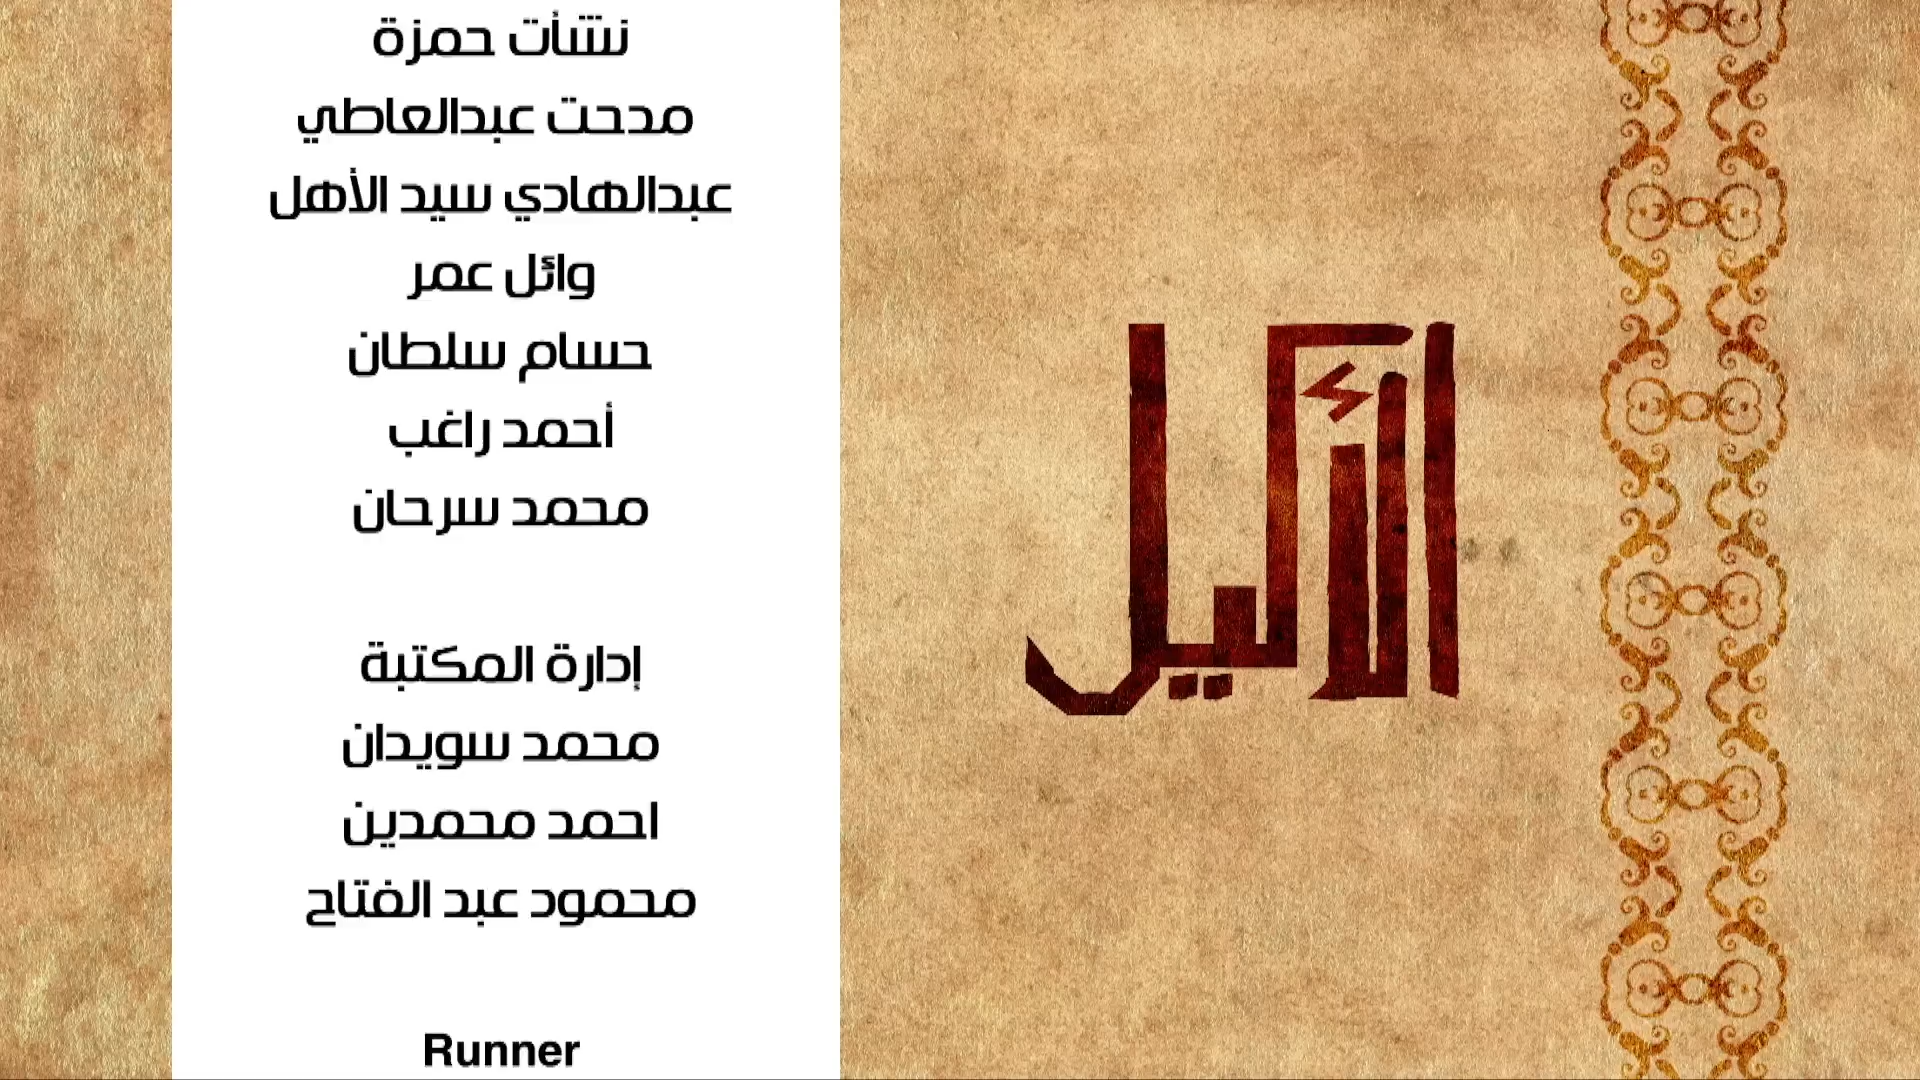 نشأت حمزة
مدحت عبدالعاطي
عبدالهادي سيد الأهل
وائل عمر
حسام سلطان
أحمد راغب
محمد سرحان
إدارة المكتبة
محمد سويدان
احمد محمدين
محمود عبد الفتاح
Runner
الأكيل